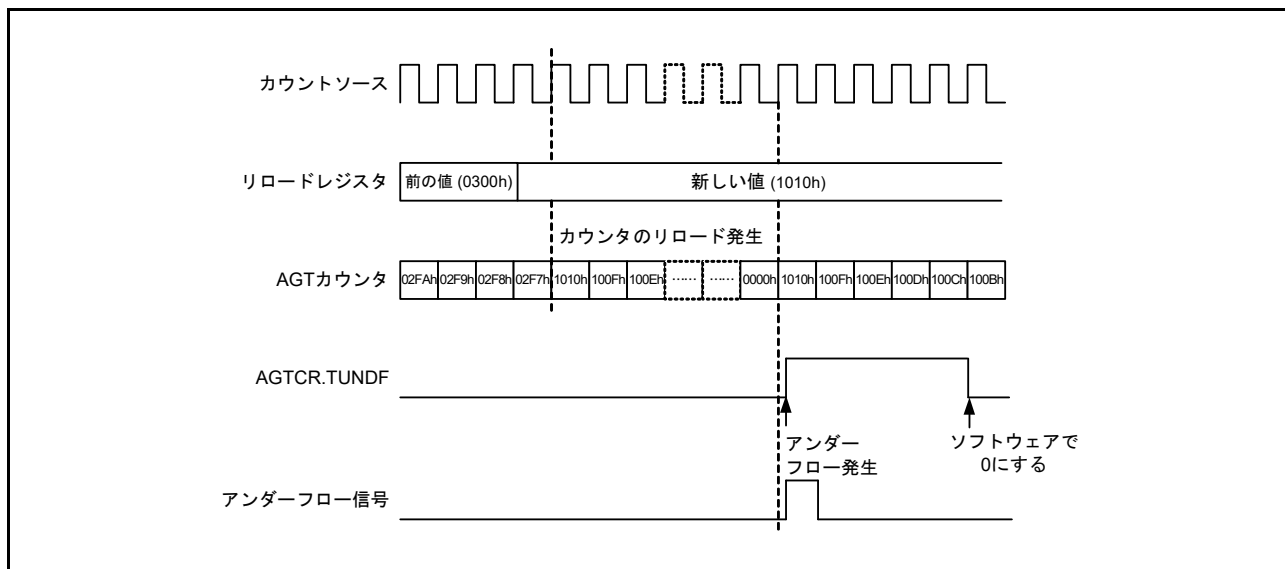 カウントソース
リロードレジスタ
前の値 (0300h)
新しい値 (1010h)
カウンタのリロード発生
AGTカウンタ
02FAh 02F9h 02F8h 02F7h 1010h 100Fh 100Eh …… …… 0000h 1010h 100Fh 100Eh 100Dh 100Ch 100Bh
AGTCR.TUNDF
アンダー
フロー発生
ソフトウェアで
0にする
アンダーフロー信号